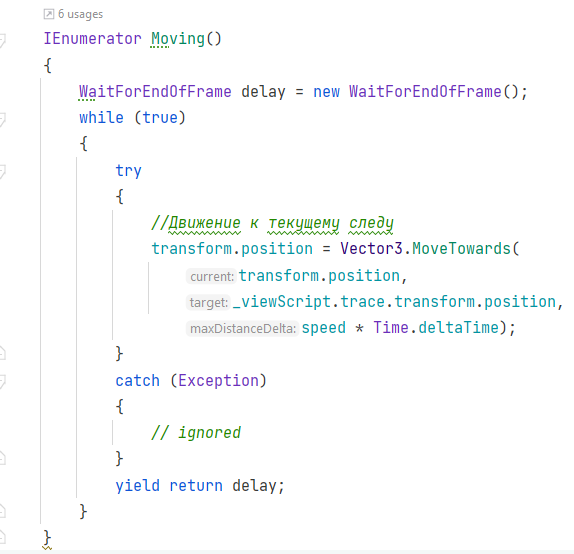 6 usages
IEnumerator Moving()
{
WaitForEndOfFrame delay = new WaitForEndOfFrame();
while (true)
{
try
{
//Движение к текущему следу
transform.position = Vector3.MoveTowards(
current: transform.position,
target: _viewScript.trace.transform.position,
maxDistanceDelta: speed * Time.deltaTime);
}
catch (Exception)
{
// ignored
}
yield return delay;
}
}